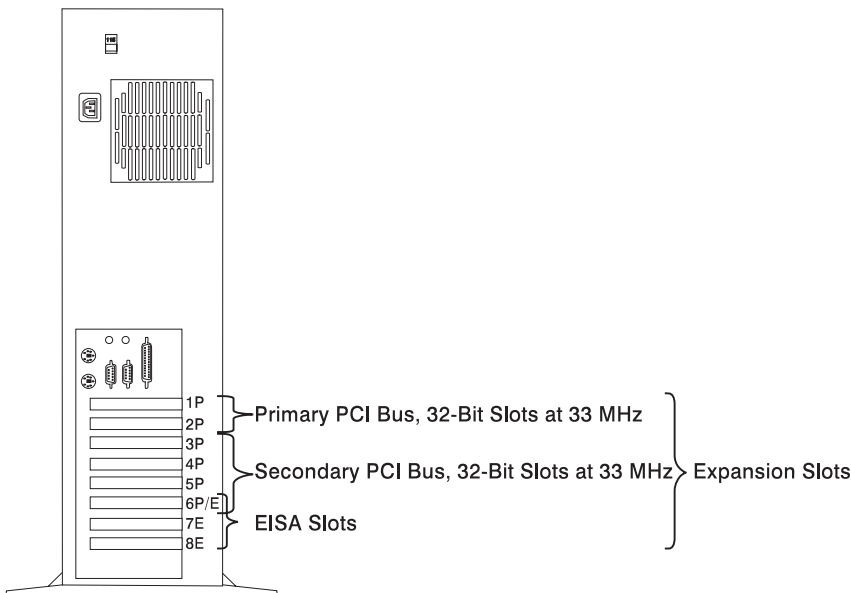 115
1P
2P
3P
4P
5P
6P/E
7E
8E
Primary PCI Bus, 32-Bit Slots at 33 MHz
Secondary PCI Bus, 32-Bit Slots at 33 MHz
EISA Slots
Expansion Slots